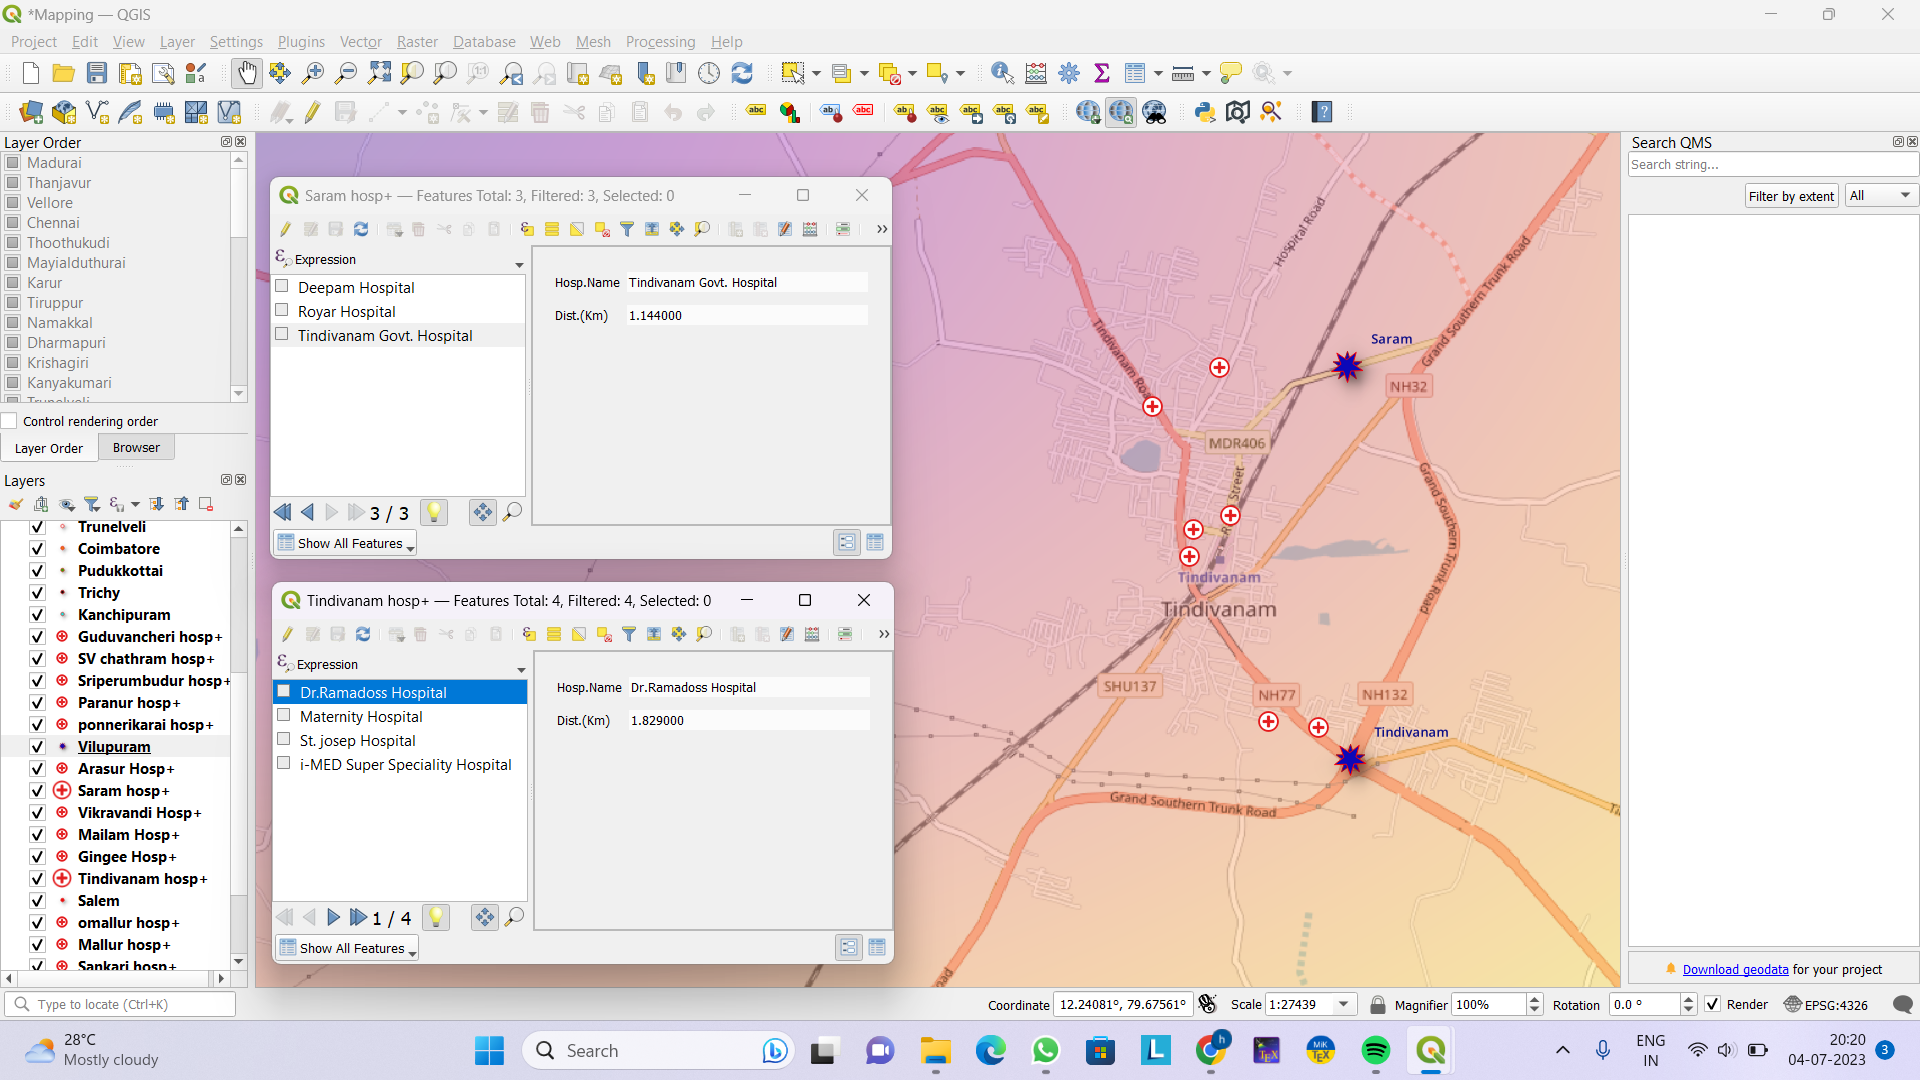 *Mapping — QGIS
Project Edit View Layer Settings Plugins Vector Raster Database Web Mesh Processing Help
Layer Order
Madurai
Thanjavur
Vellore
Chennai
Thoothukudi
Mayialduthurai
Karur
Tiruppur
Namakkal
Dharmapuri
Krishagiri
Kanyakumari
Control rendering order
Layer Order Browser
Layers
Trunelveli
Coimbatore
Pudukkottai
Trichy
Kanchipuram
Guduvancheri hosp+
SV chathram hosp+
Sriperumbudur hosp+
Paranur hosp+
ponnerikarai hosp+
Vilupuram
Arasur Hosp+
Saram hosp+
Vikravandi Hosp+
Mailam Hosp+
Gingee Hosp+
Tindivanam hosp+
Salem
omallur hosp+
Mallur hosp+
Sankari hosp+
Type to locate (Ctrl+K)
Saram hosp+ — Features Total: 3, Filtered: 3, Selected: 0
Expression
Deepam Hospital
Royar Hospital
Tindivanam Govt. Hospital
Hosp.Name Tindivanam Govt. Hospital
Dist.(Km) 1.144000
3 / 3
Show All Features
Tindivanam hosp+ — Features Total: 4, Filtered: 4, Selected: 0
Expression
Dr.Ramadoss Hospital
Maternity Hospital
St. josep Hospital
i-MED Super Speciality Hospital
Hosp.Name Dr.Ramadoss Hospital
Dist.(Km) 1.829000
1 / 4
Show All Features
Hospital Road
Grand Southern Trunk Road
Saram
Tindivanam Road
NH32
MDR406
Street
Grand Southern Trunk Road
Tindivanam
Tindivanam
SHU137
NH77
NH132
Tindivanam
Grand Southern Trunk Road
Search QMS
Search string...
Filter by extent All
Download geodata for your project
Coordinate 12.24081°, 79.67561° Scale 1:27439 Magnifier 100% Rotation 0.0 ° Render EPSG:4326
28°C
Mostly cloudy
Search
ENG
IN
20:20
04-07-2023
3